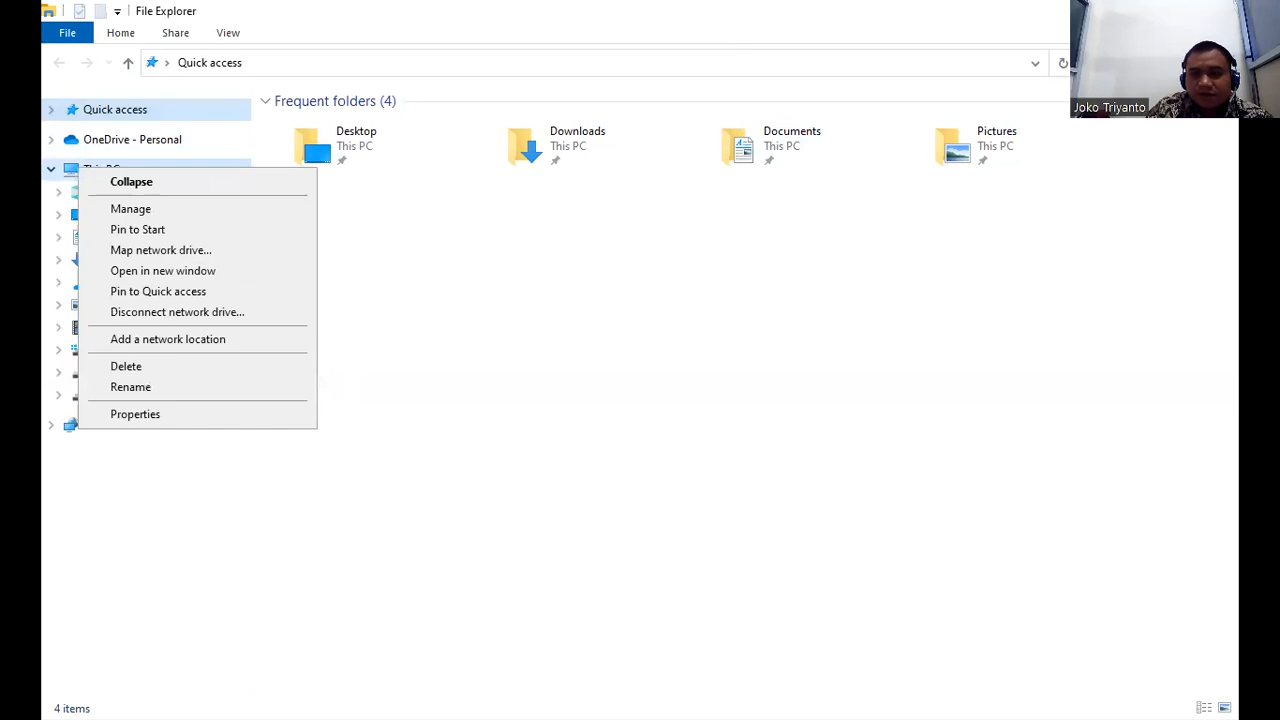 File Explorer
File Home Share View
Quick access
Joko Triyanto
Quick access
OneDrive - Personal
Frequent folders (4)
Desktop
This PC
Downloads
This PC
Documents
This PC
Pictures
This PC
Collapse
Manage
Pin to Start
Map network drive...
Open in new window
Pin to Quick access
Disconnect network drive...
Add a network location
Delete
Rename
Properties
4 items